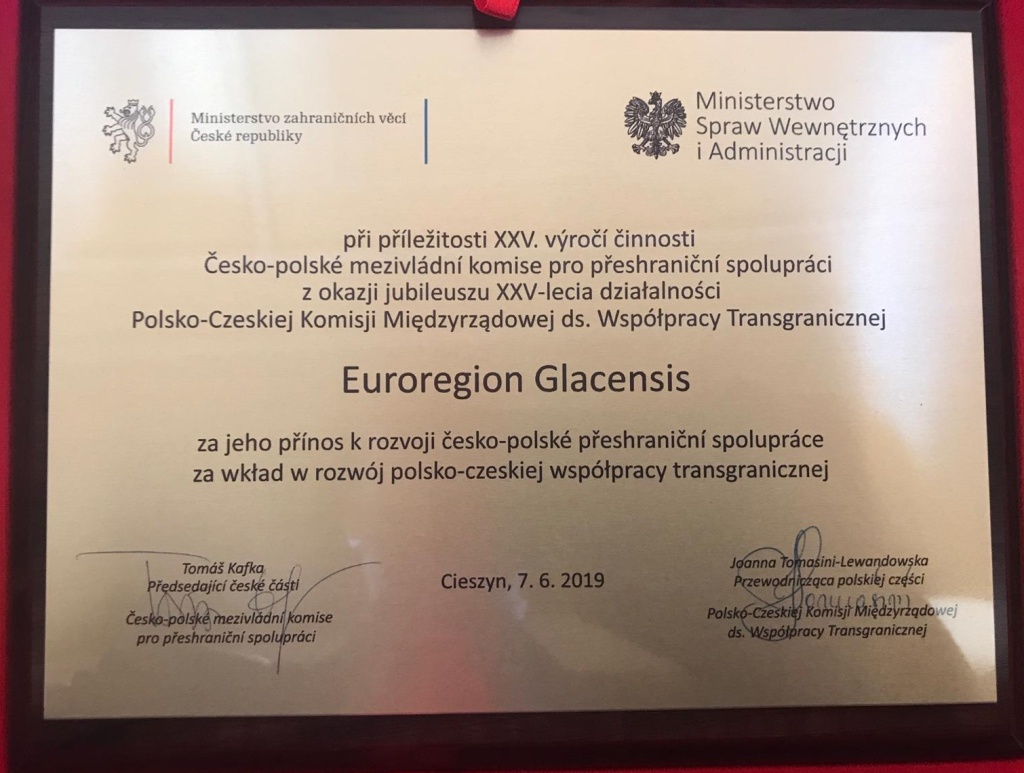 Ministerstvo zahraničních věcí
České republiky
Ministerstwo
Spraw Wewnętrznych
i Administracji
při příležitosti XXV. výročí činnosti
Česko-polské mezivládní komise pro přeshraniční spolupráci
z okazji jubileuszu XXV-lecia działalności
Polsko-Czeskiej Komisji Międzyrządowej ds. Współpracy Transgranicznej
Euroregion Glacensis
za jeho přínos k rozvoji česko-polské přeshraniční spolupráce
za wkład w rozwój polsko-czeskiej współpracy transgranicznej
Tomáš Kafka
Předsedající české části
Česko-polské mezivládní komise
pro přeshraniční spolupráci
Cieszyn, 7. 6. 2019
Joanna Tomasini-Lewandowska
Przewodnicząca polskiej części
Polsko-Czeskiej Komisji Międzyrządowej
ds. Współpracy Transgranicznej